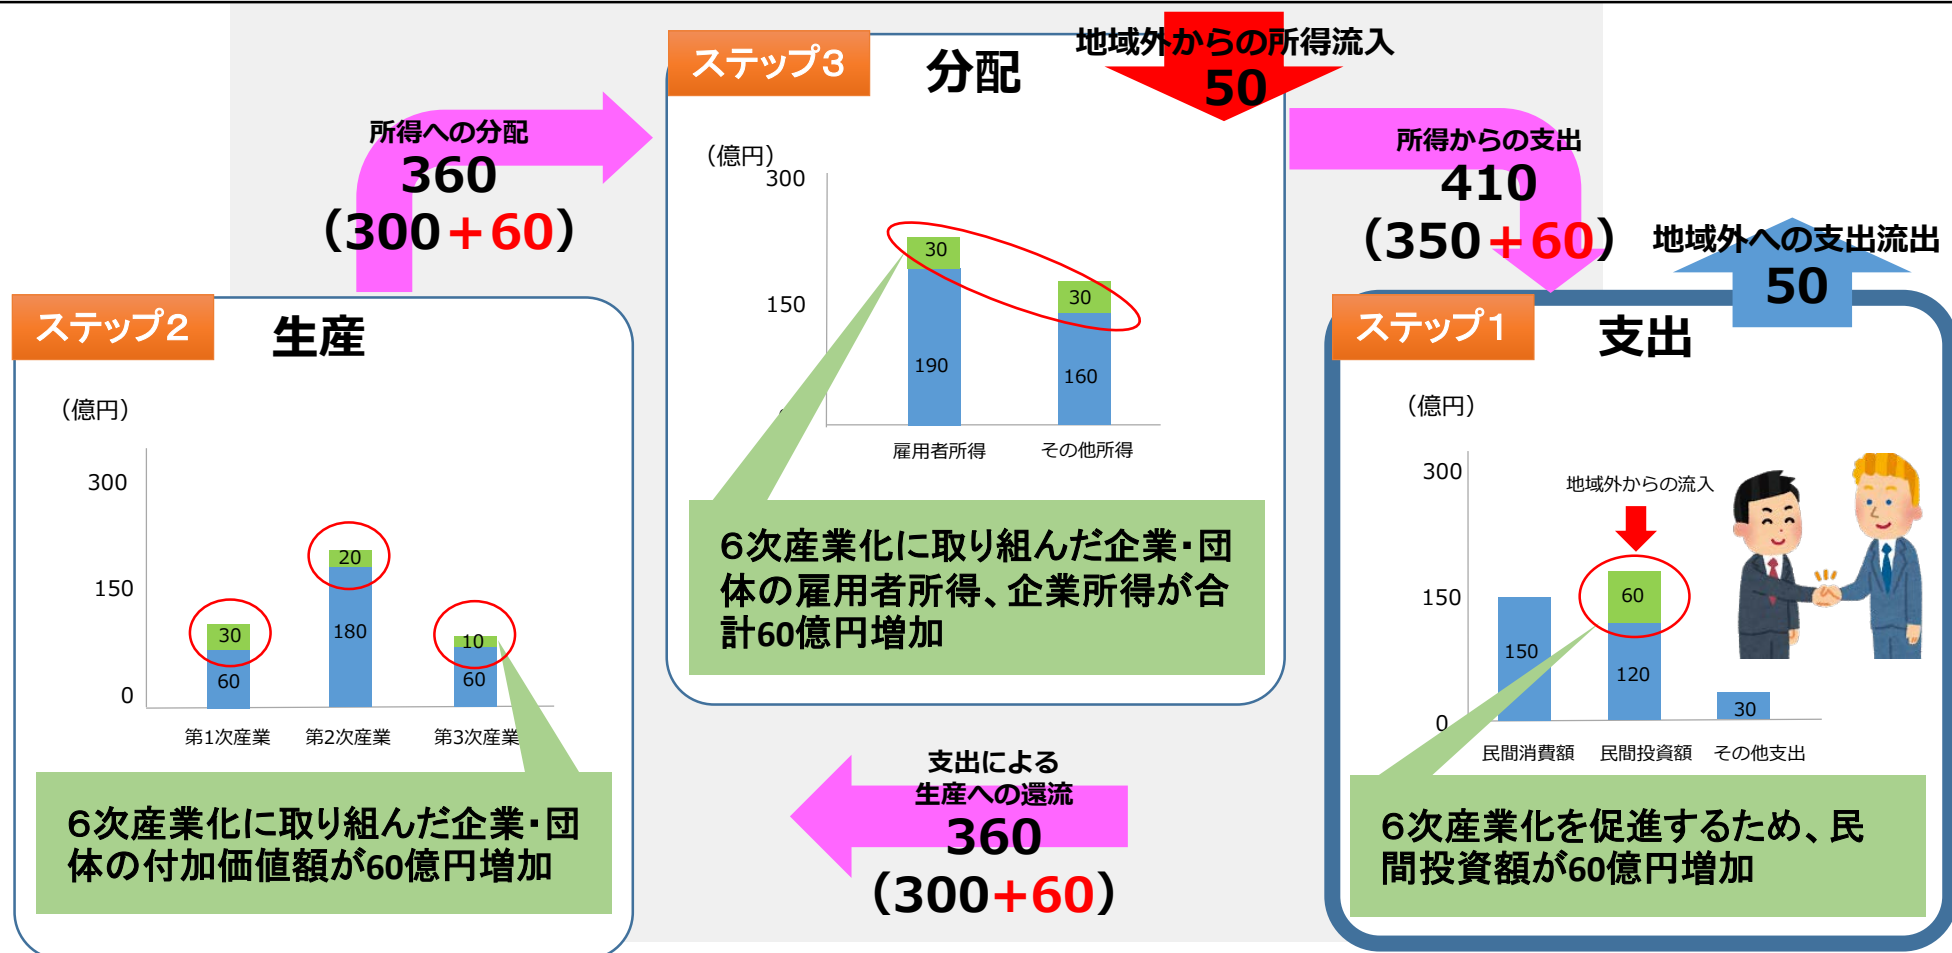 ステップ3
分配
地域外からの所得流入
50
所得への分配
360
（300＋60）
（億円）
300
150
30
190
30
160
雇用者所得
その他所得
6次産業化に取り組んだ企業・団
体の雇用者所得、企業所得が合
計60億円増加
所得からの支出
410
（350＋60）
地域外への支出流出
50
ステップ2
生産
（億円）
300
150
0
30
60
20
180
10
60
第1次産業
第2次産業
第3次産業
6次産業化に取り組んだ企業・団
体の付加価値額が60億円増加
支出による
生産への還流
360
（300+60）
ステップ1
支出
（億円）
300
150
0
地域外からの流入
150
60
120
30
民間消費額
民間投資額
その他支出
6次産業化を促進するため、民
間投資額が60億円増加